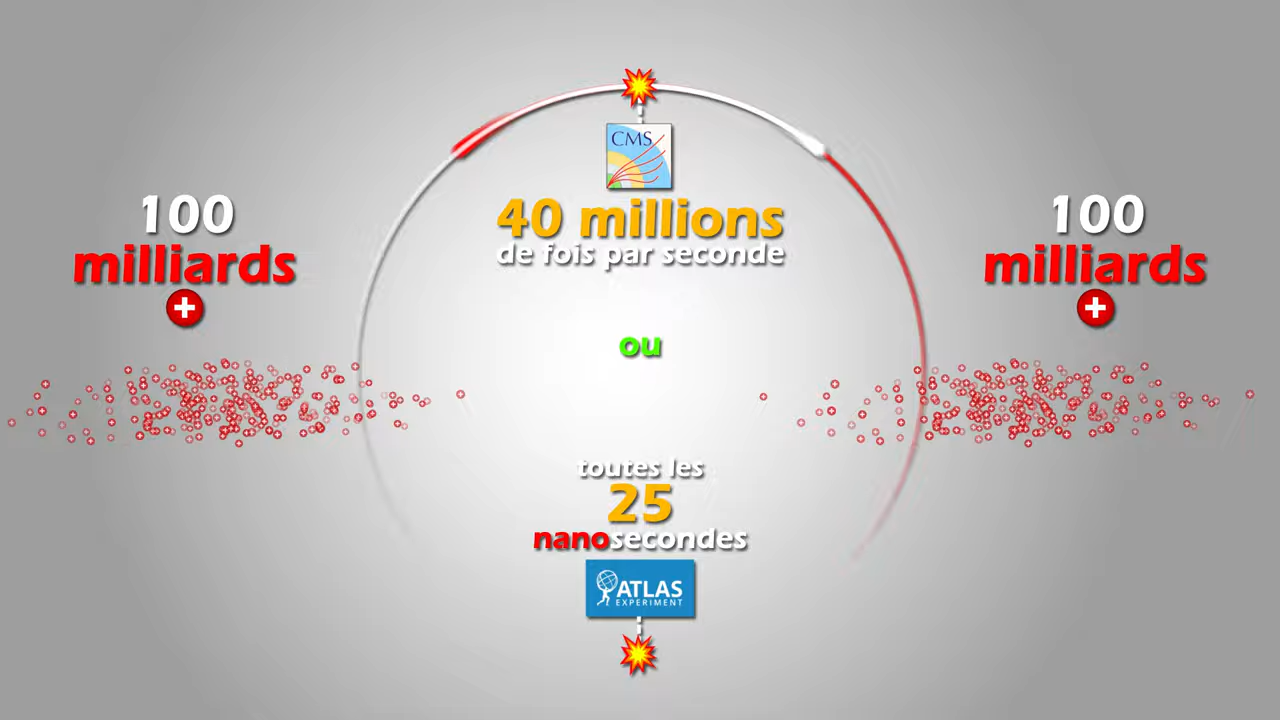 CMS
40 millions
de fois par seconde
100
milliards
100
milliards
ou
toutes les
25
nanosecondes
ATLAS
EXPERIMENT